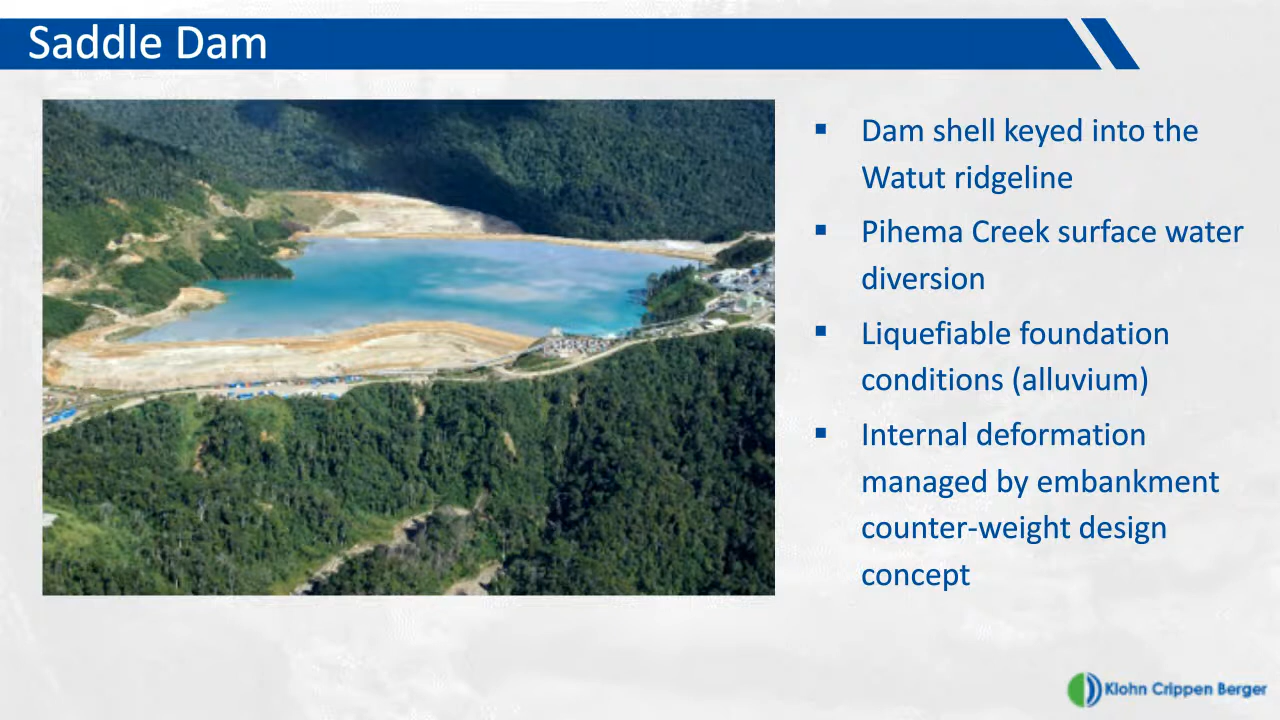 Saddle Dam
▪ Dam shell keyed into the
Watut ridgeline
▪ Pihema Creek surface water
diversion
▪ Liquefiable foundation
conditions (alluvium)
▪ Internal deformation
managed by embankment
counter-weight design
concept
Klohn Crippen Berger